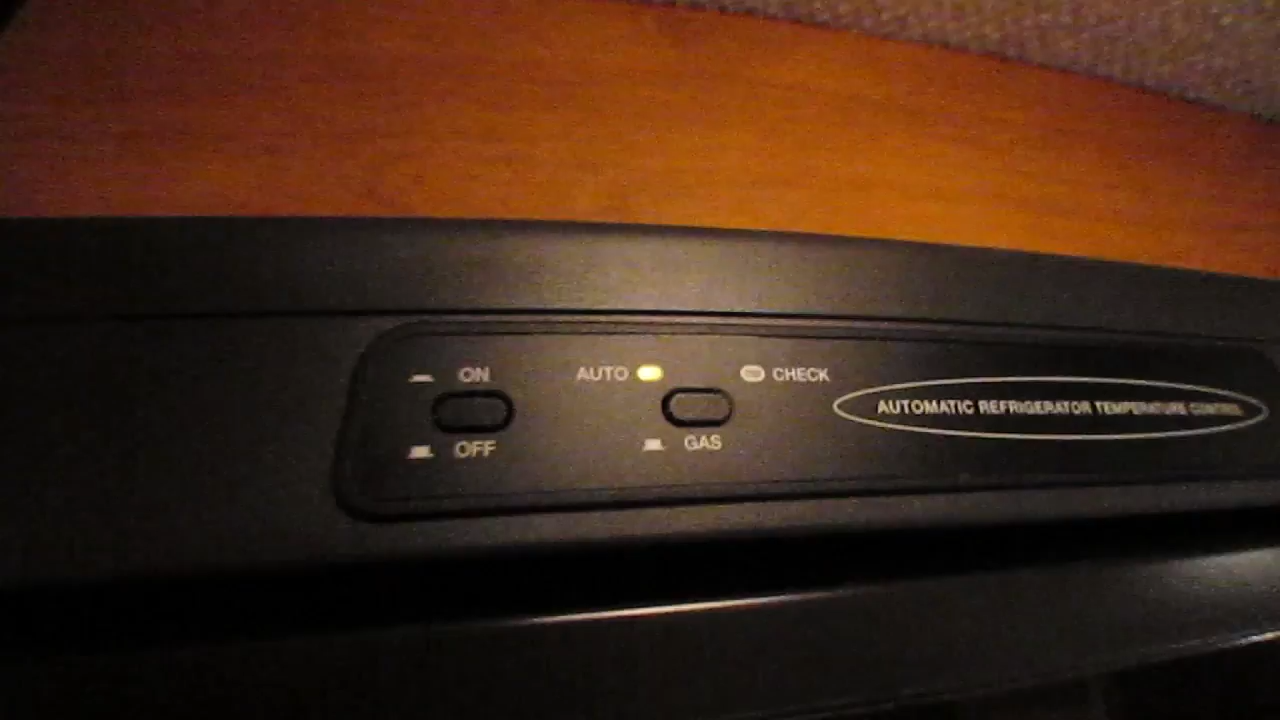 ON
OFF
AUTO
GAS
CHECK
AUTOMATIC REFRIGERATOR TEMPERATURE CONTROL